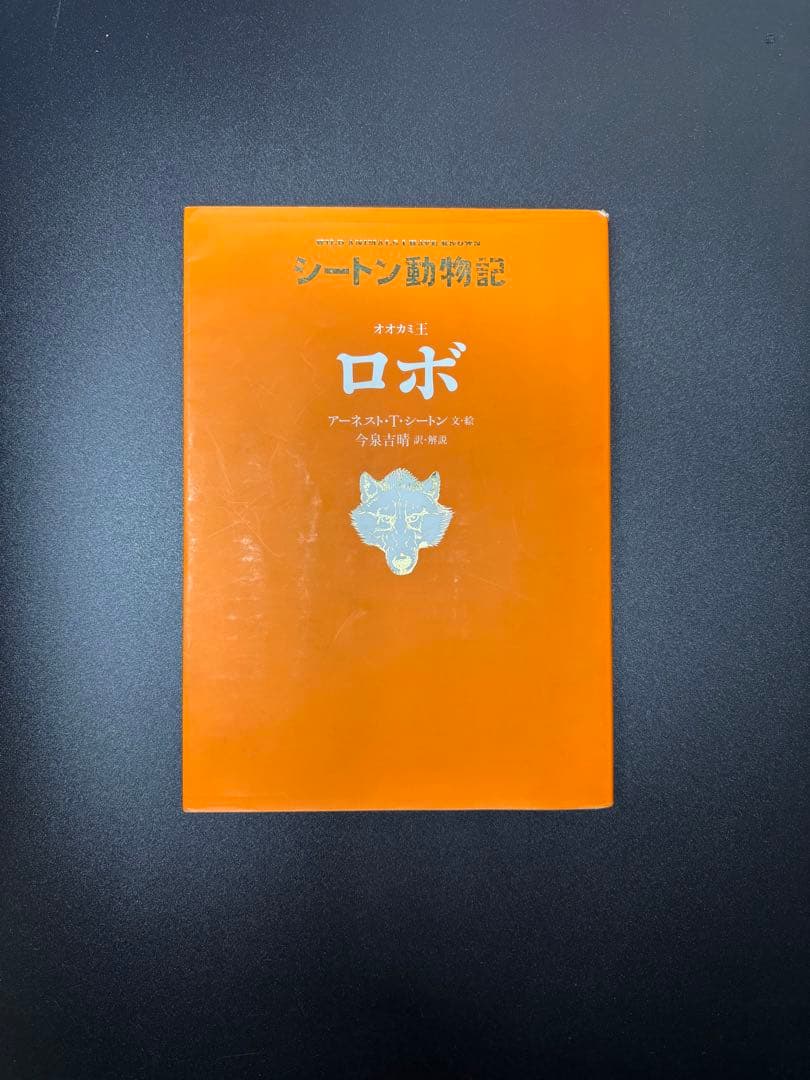 WILD ANIMALS I HAVE KNOWN
シートン動物記
オオカミ王
ロボ
アーネスト・T・シートン 文・絵
今泉吉晴 訳・解説